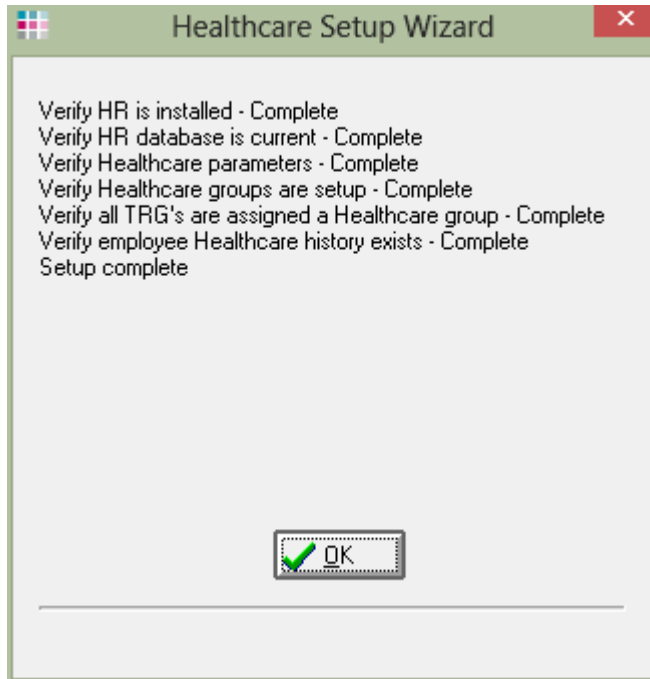 Healthcare Setup Wizard
Verify HR is installed - Complete
Verify HR database is current - Complete
Verify Healthcare parameters - Complete
Verify Healthcare groups are setup - Complete
Verify all TRG's are assigned a Healthcare group - Complete
Verify employee Healthcare history exists - Complete
Setup complete
OK